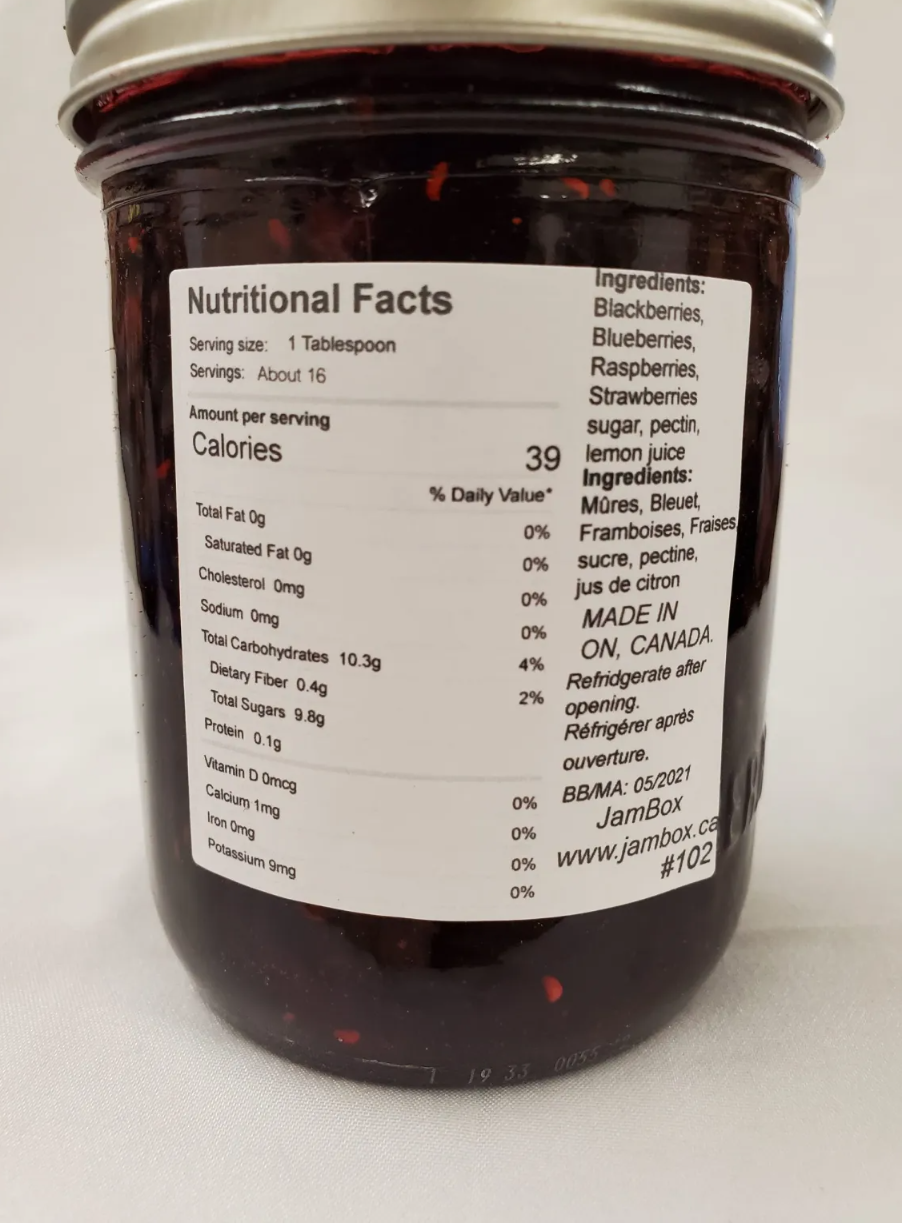 Nutritional Facts
Serving size: 1 Tablespoon
Servings: About 16
Amount per serving
Calories 39
% Daily Value*
Total Fat 0g 0%
Saturated Fat 0g 0%
Cholesterol 0mg 0%
Sodium 0mg 0%
Total Carbohydrates 10.3g 4%
Dietary Fiber 0.4g 2%
Total Sugars 9.8g
Protein 0.1g
Vitamin D 0mcg 0%
Calcium 1mg 0%
Iron 0mg 0%
Potassium 9mg 0%
Ingredients:
Blackberries,
Blueberries,
Raspberries,
Strawberries
sugar, pectin,
lemon juice
Ingredients:
Mûres, Bleuet,
Framboises, Fraises,
sucre, pectine,
jus de citron
MADE IN
ON, CANADA.
Refridgerate after
opening.
Réfrigérer après
ouverture.
BB/MA: 05/2021
JamBox
www.jambox.ca
#102
19 33